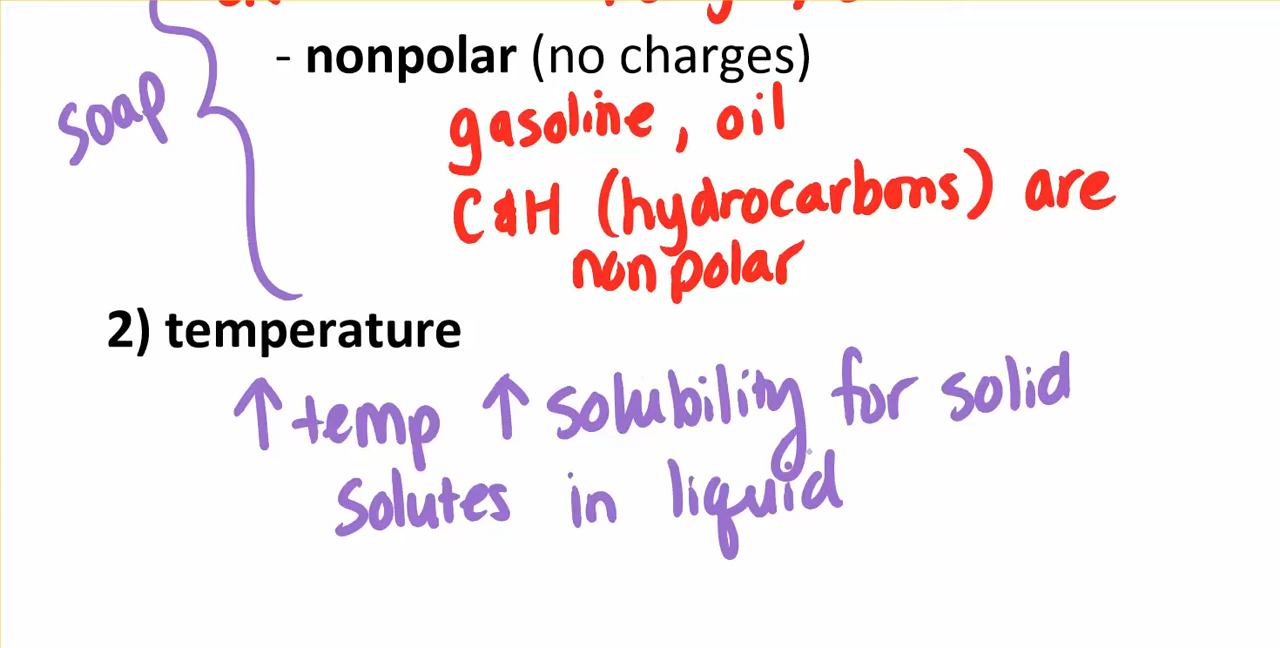 - nonpolar (no charges)
soap
gasoline, oil
C & H (hydrocarbons) are
nonpolar
2) temperature
↑ temp ↑ solubility for solid
solutes in liquid